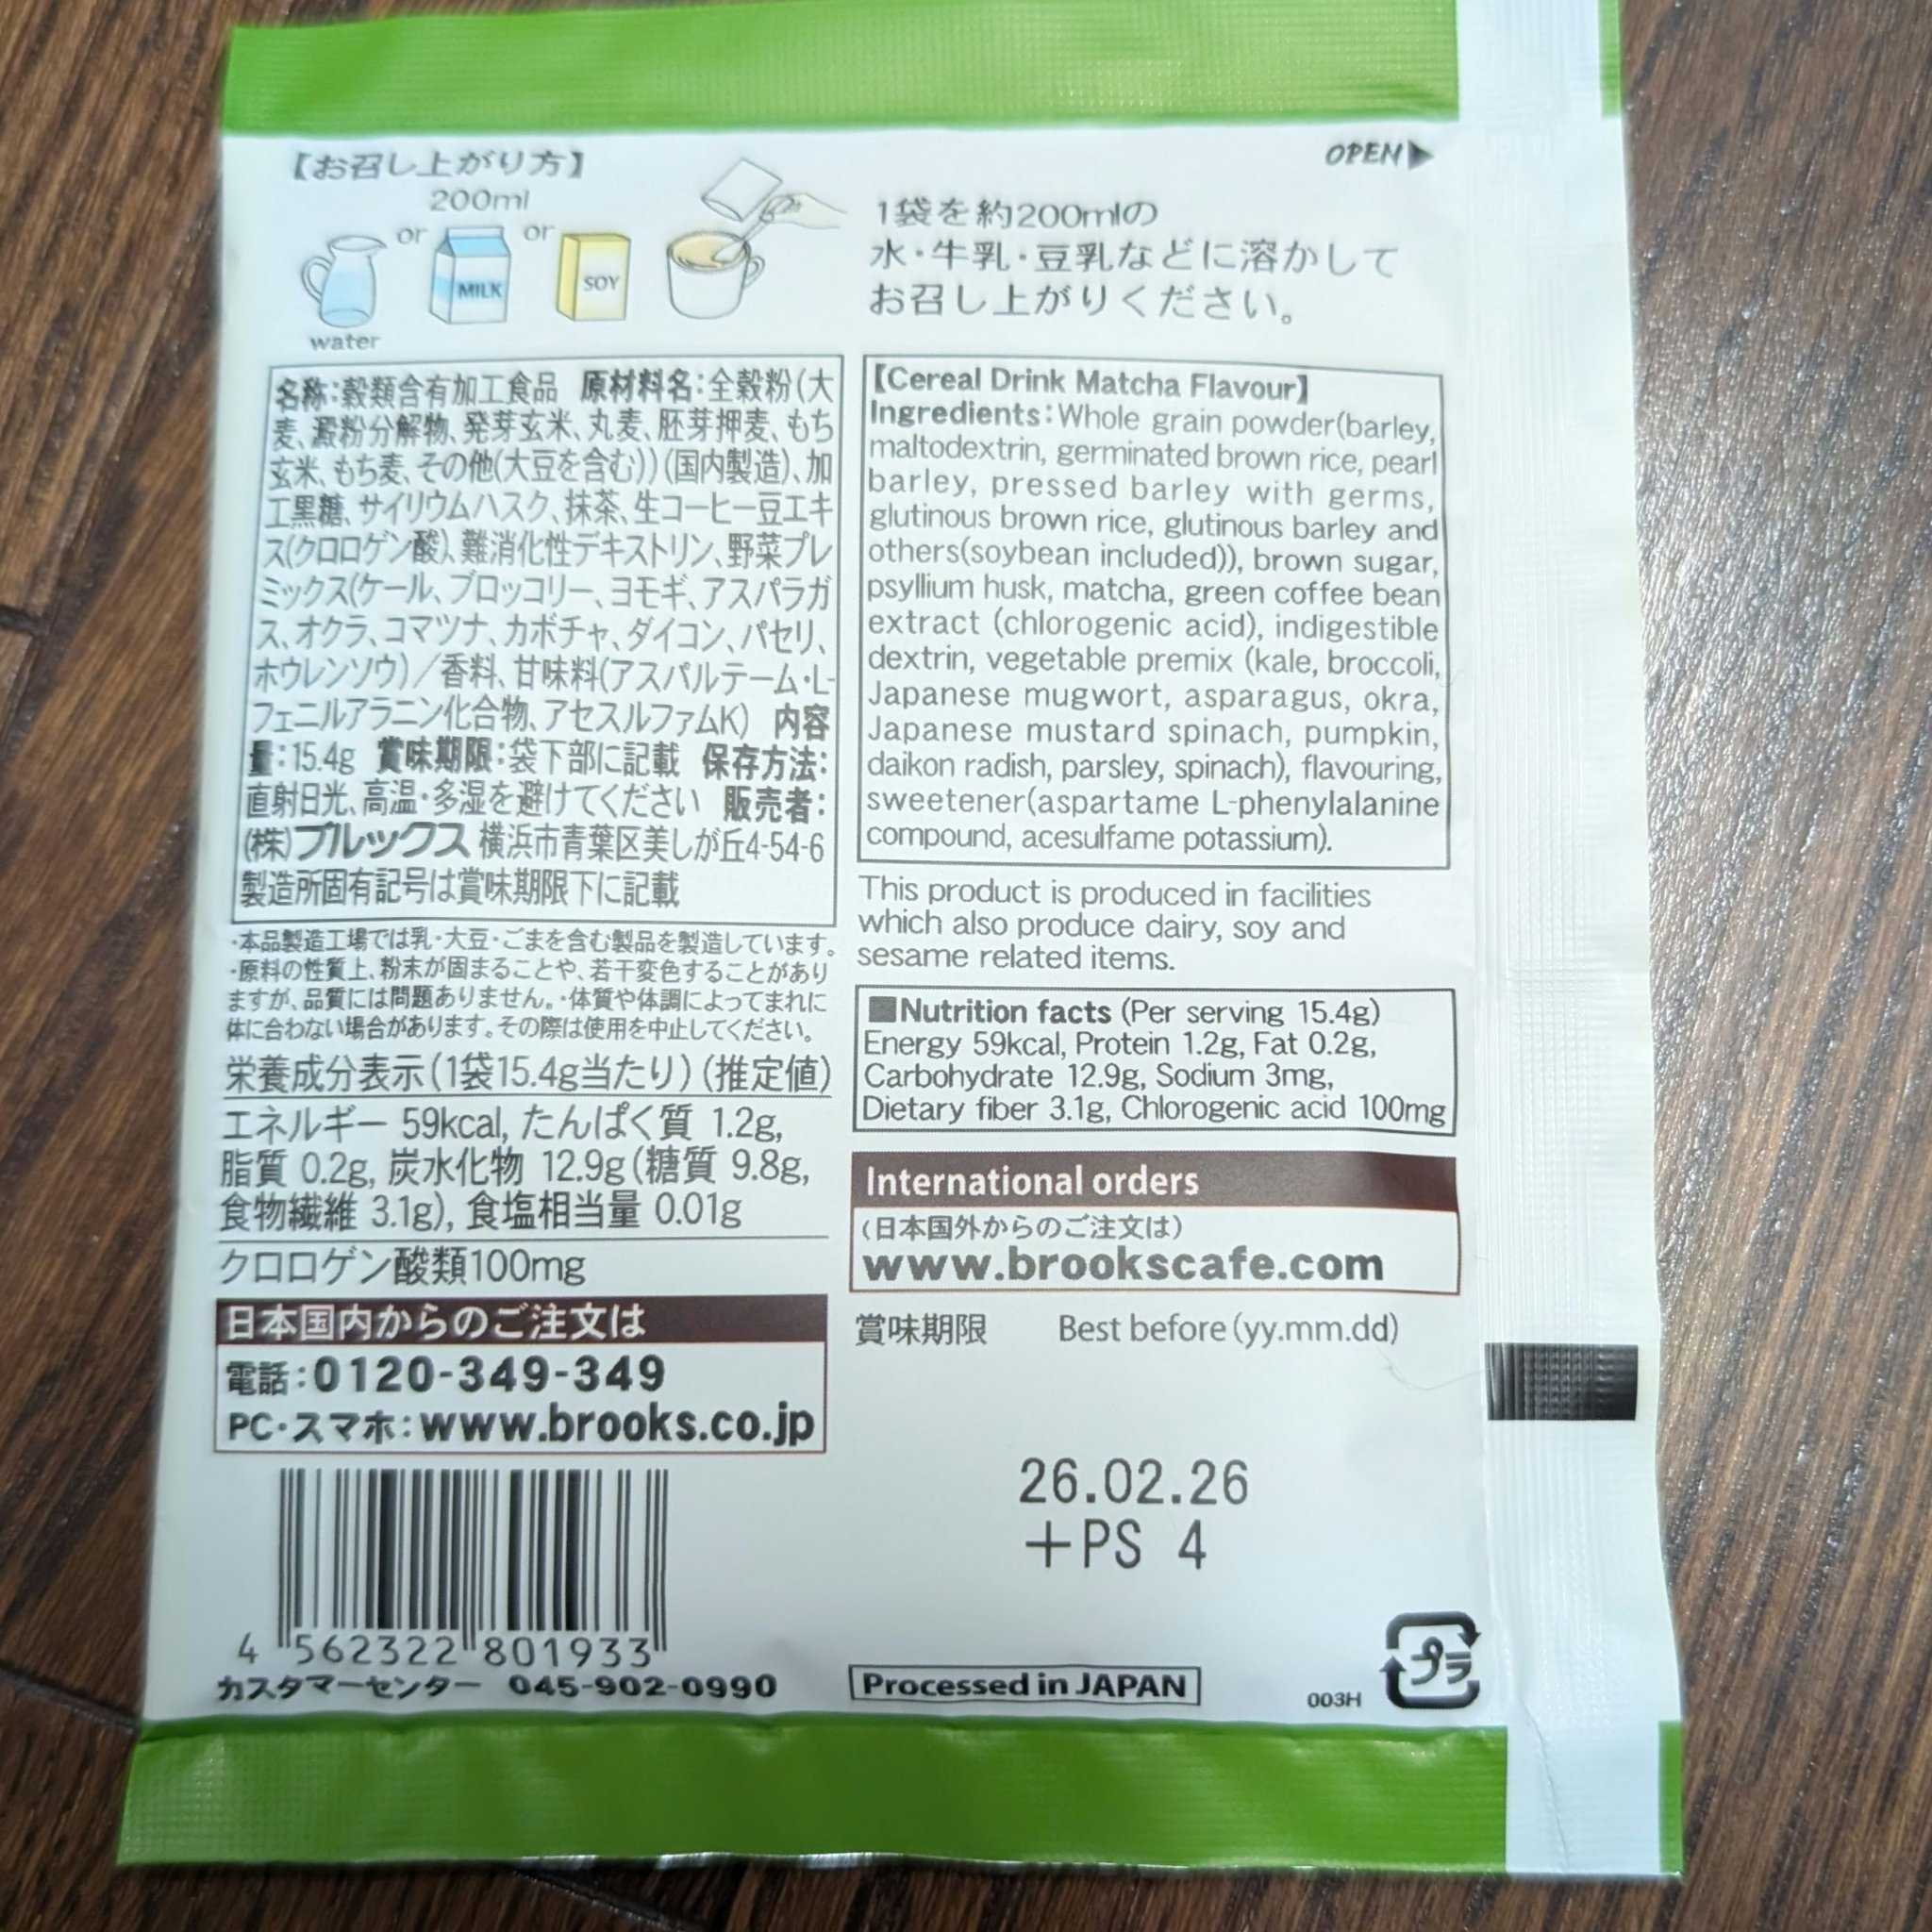 【お召し上がり方】
200ml
or
or
MILK
SOY
water
OPEN▶
1袋を約200mlの
水・牛乳・豆乳などに溶かして
お召し上がりください。
名称：穀類含有加工食品 原材料名：全穀粉(大
麦、澱粉分解物、発芽玄米、丸麦、胚芽押麦、もち
玄米、もち麦、その他(大豆を含む))(国内製造)、加
工黒糖、サイリウムハスク、抹茶、生コーヒー豆エキ
ス(クロロゲン酸)、難消化性デキストリン、野菜プレ
ミックス(ケール、ブロッコリー、ヨモギ、アスパラガ
ス、オクラ、コマツナ、カボチャ、ダイコン、パセリ、
ホウレンソウ)／香料、甘味料(アスパルテーム・L-
フェニルアラニン化合物、アセスルファムK) 内容
量：15.4g 賞味期限：袋下部に記載 保存方法：
直射日光、高温・多湿を避けてください 販売者：
(株)ブルックス 横浜市青葉区美しが丘4-54-6
製造所固有記号は賞味期限下に記載
・本品製造工場では乳・大豆・ごまを含む製品を製造しています。
・原料の性質上、粉末が固まることや、若干変色することがあり
ますが、品質には問題ありません。・体質や体調によってまれに
体に合わない場合があります。その際は使用を中止してください。
栄養成分表示(1袋15.4g当たり)(推定値)
エネルギー 59kcal, たんぱく質 1.2g,
脂質 0.2g, 炭水化物 12.9g(糖質 9.8g,
食物繊維 3.1g), 食塩相当量 0.01g
クロロゲン酸類100mg
日本国内からのご注文は
電話：0120-349-349
PC・スマホ：www.brooks.co.jp
4 562322 801933
カスタマーセンター 045-902-0990
【Cereal Drink Matcha Flavour】
Ingredients：Whole grain powder(barley,
maltodextrin, germinated brown rice, pearl
barley, pressed barley with germs,
glutinous brown rice, glutinous barley and
others(soybean included)), brown sugar,
psyllium husk, matcha, green coffee bean
extract (chlorogenic acid), indigestible
dextrin, vegetable premix (kale, broccoli,
Japanese mugwort, asparagus, okra,
Japanese mustard spinach, pumpkin,
daikon radish, parsley, spinach), flavouring,
sweetener(aspartame L-phenylalanine
compound, acesulfame potassium).
This product is produced in facilities
which also produce dairy, soy and
sesame related items.
■Nutrition facts (Per serving 15.4g)
Energy 59kcal, Protein 1.2g, Fat 0.2g,
Carbohydrate 12.9g, Sodium 3mg,
Dietary fiber 3.1g, Chlorogenic acid 100mg
International orders
(日本国外からのご注文は)
www.brookscafe.com
賞味期限 Best before(yy.mm.dd)
26.02.26
+PS 4
Processed in JAPAN
003H
プラ